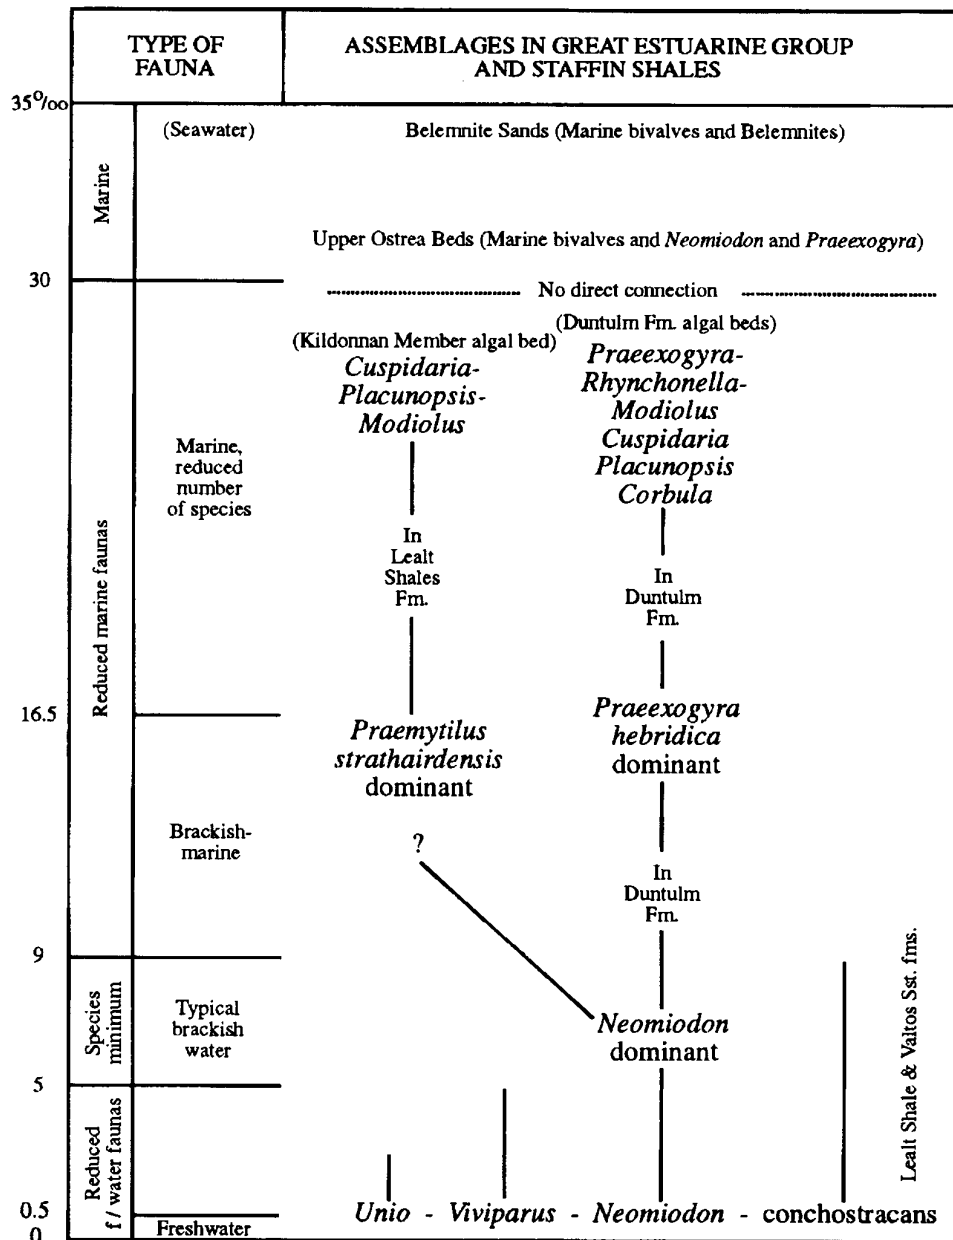 TYPE OF
FAUNA
ASSEMBLAGES IN GREAT ESTUARINE GROUP
AND STAFFIN SHALES
35⁰/oo
Marine
(Seawater)
Belemnite Sands (Marine bivalves and Belemnites)
Upper Ostrea Beds (Marine bivalves and Neomiodon and Praeexogyra)
30
No direct connection
Reduced marine faunas
Marine,
reduced
number
of species
(Kildonnan Member algal bed)
Cuspidaria-
Placunopsis-
Modiolus
In
Lealt
Shales
Fm.
(Duntulm Fm. algal beds)
Praeexogyra-
Rhynchonella-
Modiolus
Cuspidaria
Placunopsis
Corbula
In
Duntulm
Fm.
16.5
Brackish-
marine
Praemytilus
strathairdensis
dominant
?
Praeexogyra
hebridica
dominant
In
Duntulm
Fm.
9
Species
minimum
Typical
brackish
water
Neomiodon
dominant
Lealt Shale & Valtos Sst. fms.
5
Reduced
f / water faunas
0.5
0
Freshwater
Unio - Viviparus - Neomiodon - conchostracans